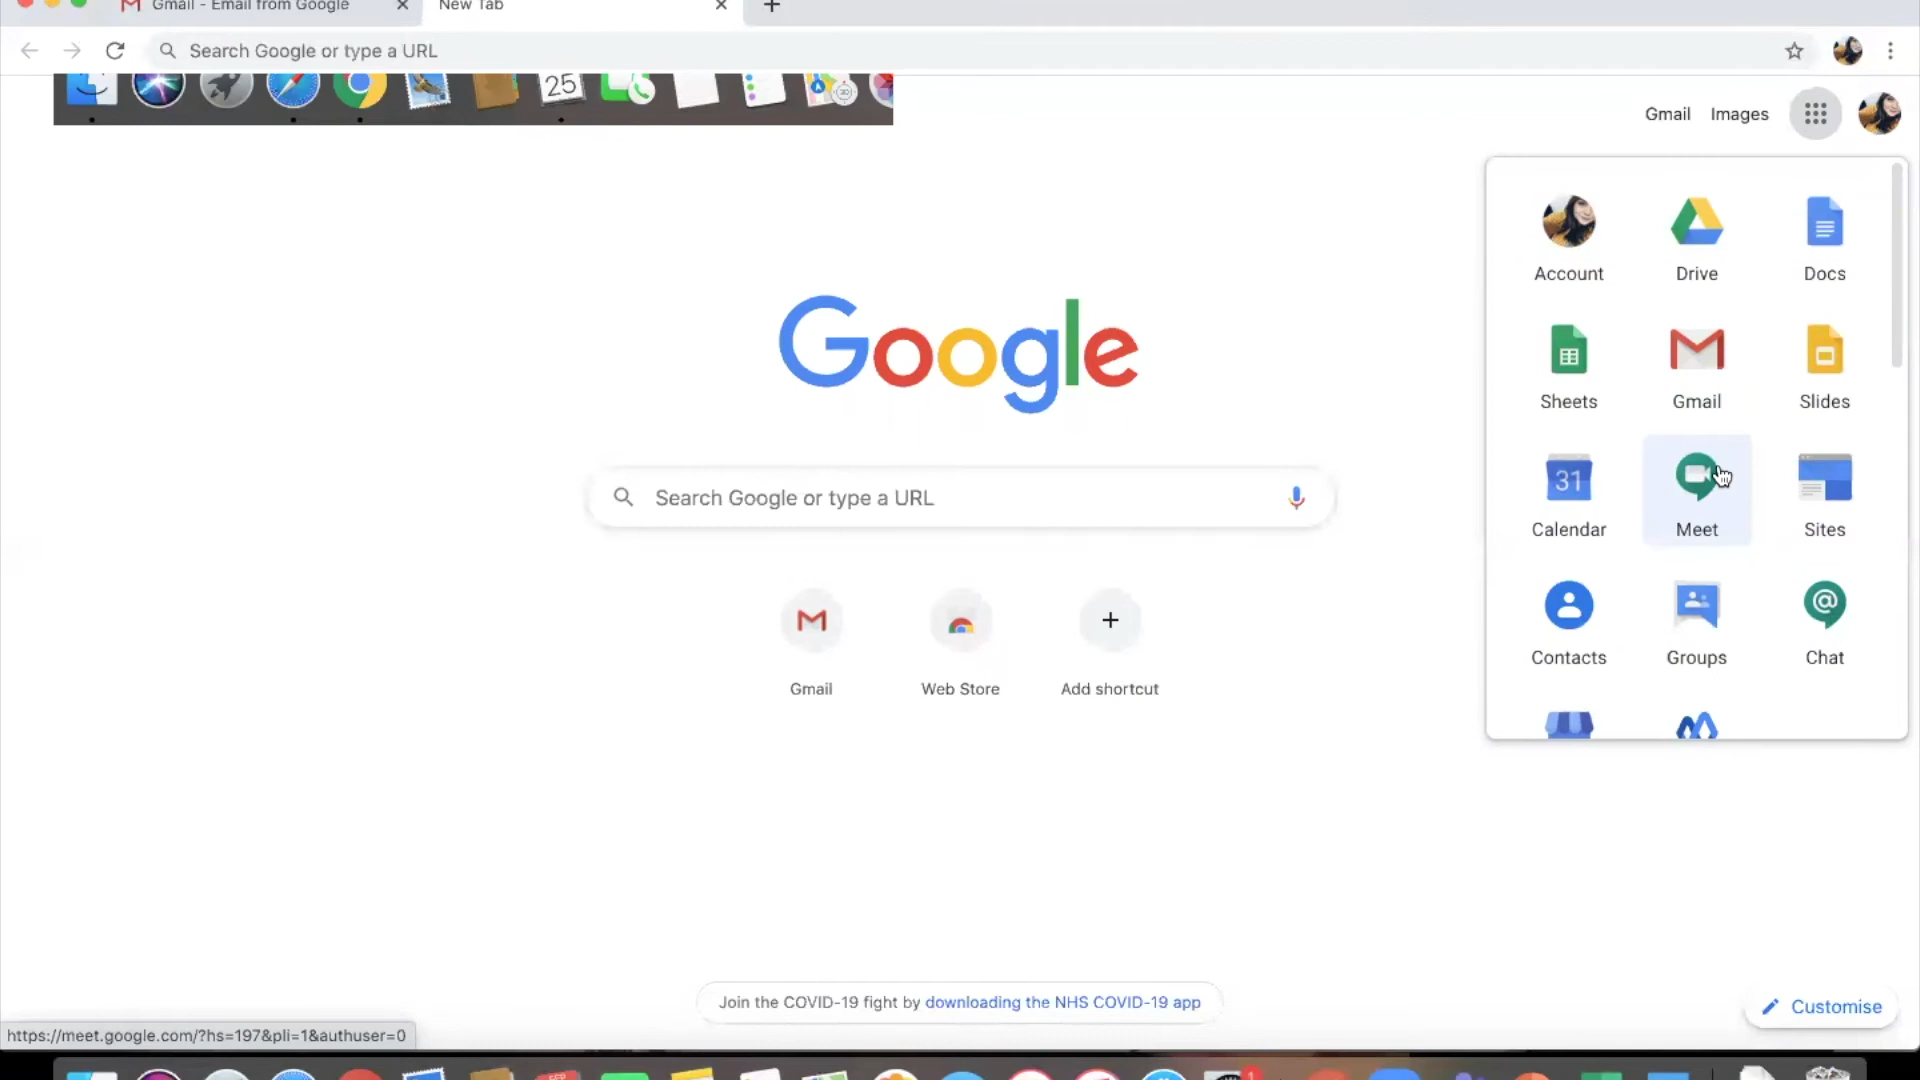 Gmail - Email from Google
New Tab
Search Google or type a URL
25
3D
Gmail Images
Account Drive Docs
Google
Sheets Gmail Slides
31
Search Google or type a URL
Calendar Meet Sites
Gmail Web Store Add shortcut
Contacts Groups Chat
Join the COVID-19 fight by downloading the NHS COVID-19 app
Customise
https://meet.google.com/?hs=197&pli=1&authuser=0
SEP
1